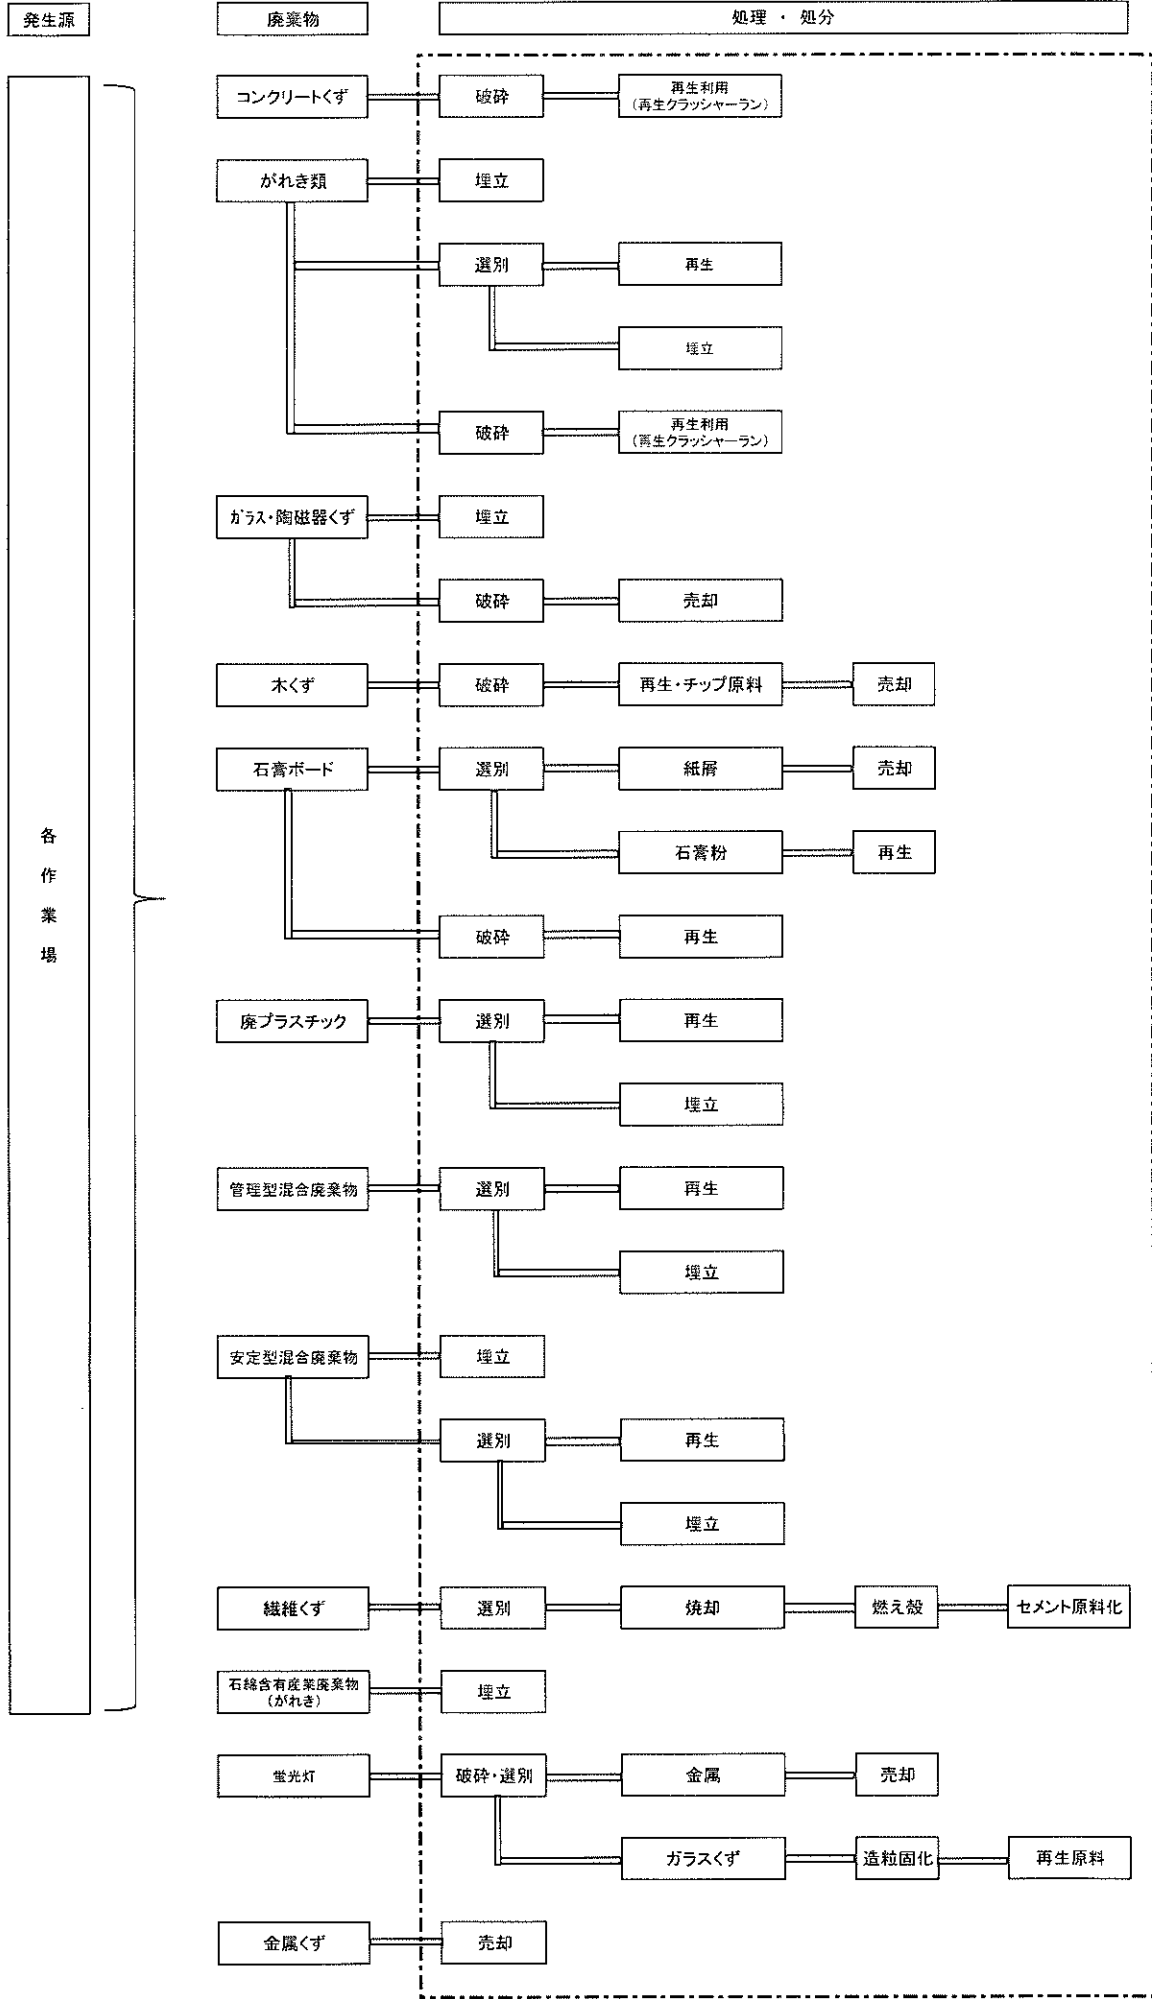 発生源
廃棄物
処理 ・ 処分
各作業場
コンクリートくず
破砕
再生利用
(再生クラッシャーラン)
がれき類
埋立
選別
再生
埋立
破砕
再生利用
(再生クラッシャーラン)
ガラス・陶磁器くず
埋立
破砕
売却
木くず
破砕
再生・チップ原料
売却
石膏ボード
選別
紙屑
売却
石膏粉
再生
破砕
再生
廃プラスチック
選別
再生
埋立
管理型混合廃棄物
選別
再生
埋立
安定型混合廃棄物
埋立
選別
再生
埋立
繊維くず
選別
焼却
燃え殻
セメント原料化
石綿含有産業廃棄物
(がれき)
埋立
蛍光灯
破砕・選別
金属
売却
ガラスくず
造粒固化
再生原料
金属くず
売却